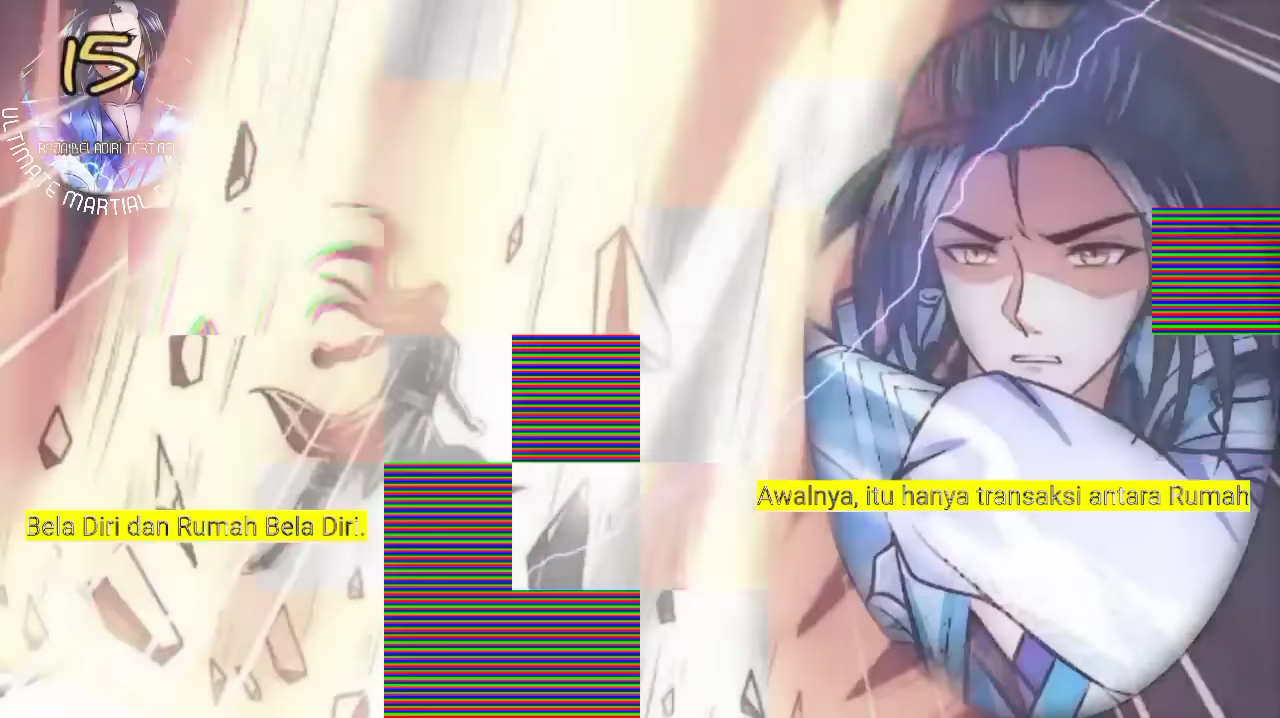 15
ULTIMATE MARTIAL
Awalnya, itu hanya transaksi antara Rumah
Bela Diri dan Rumah Bela Diri.